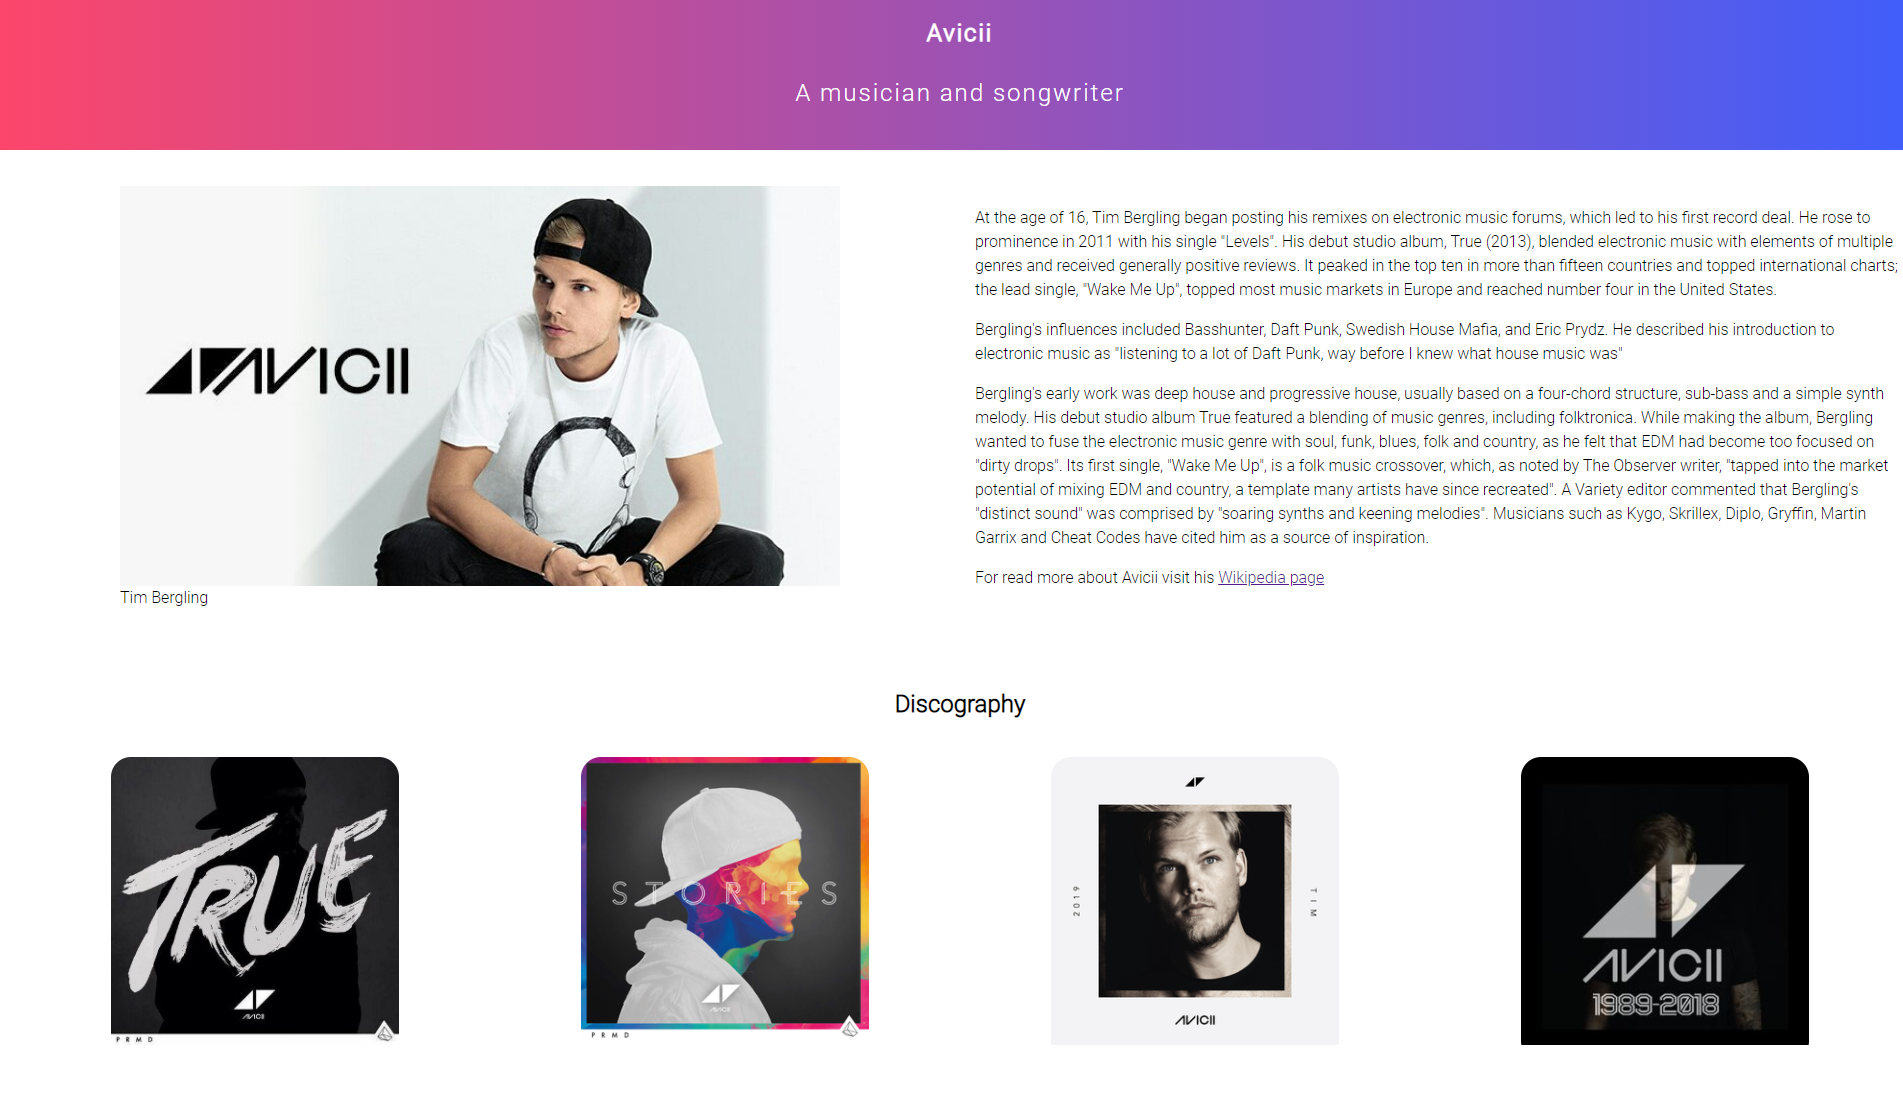 Avicii
A musician and songwriter
AVICII
Tim Bergling
At the age of 16, Tim Bergling began posting his remixes on electronic music forums, which led to his first record deal. He rose to
prominence in 2011 with his single "Levels". His debut studio album, True (2013), blended electronic music with elements of multiple
genres and received generally positive reviews. It peaked in the top ten in more than fifteen countries and topped international charts;
the lead single, "Wake Me Up", topped most music markets in Europe and reached number four in the United States.
Bergling's influences included Basshunter, Daft Punk, Swedish House Mafia, and Eric Prydz. He described his introduction to
electronic music as "listening to a lot of Daft Punk, way before I knew what house music was"
Bergling's early work was deep house and progressive house, usually based on a four-chord structure, sub-bass and a simple synth
melody. His debut studio album True featured a blending of music genres, including folktronica. While making the album, Bergling
wanted to fuse the electronic music genre with soul, funk, blues, folk and country, as he felt that EDM had become too focused on
"dirty drops". Its first single, "Wake Me Up", is a folk music crossover, which, as noted by The Observer writer, "tapped into the market
potential of mixing EDM and country, a template many artists have since recreated". A Variety editor commented that Bergling's
"distinct sound" was comprised by "soaring synths and keening melodies". Musicians such as Kygo, Skrillex, Diplo, Gryffin, Martin
Garrix and Cheat Codes have cited him as a source of inspiration.
For read more about Avicii visit his Wikipedia page
Discography
TRUE
AVICII
PRMD
STORIES
AVICII
PRMD
2019
TIM
AVICII
AVICII
1989-2018